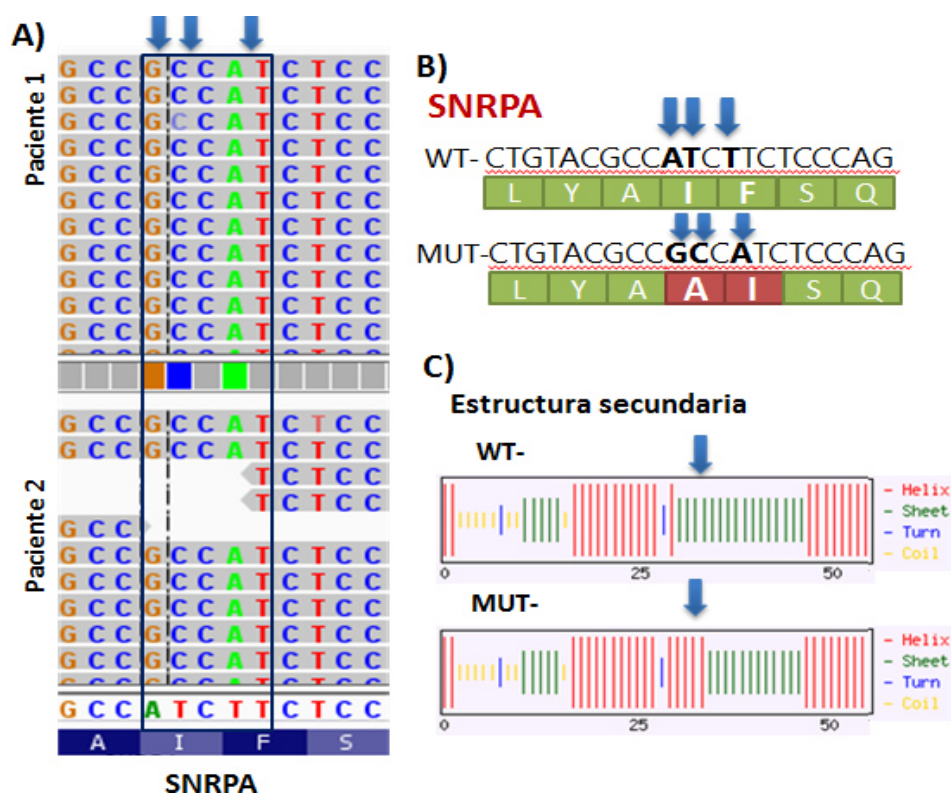 A)
Paciente 1
G C C G C C A T C T C C
G C C G C C A T C T C C
G C C G C C A T C T C C
G C C G C C A T C T C C
G C C G C C A T C T C C
G C C G C C A T C T C C
G C C G C C A T C T C C
G C C G C C A T C T C C
G C C G C C A T C T C C
G C C G C C A T C T C C
G C C G C C A T C T C C
G C C G C C A T C T C C
Paciente 2
G C C G C C A T C T C C
G C C G C C A T C T C C
T C T C C
T C T C C
G C C
G C C G C C A T C T C C
G C C G C C A T C T C C
G C C G C C A T C T C C
G C C G C C A T C T C C
G C C G C C A T C T C C
G C C G C C A T C T C C
G C C A T C T T C T C C
A I F S
SNRPA
B)
SNRPA
WT- CTGTACGCCATCTTCTCCCAG
L Y A I F S Q
MUT-CTGTACGCCGCCATCTCCCAG
L Y A A I S Q
C)
Estructura secundaria
WT-
- Helix
- Sheet
- Turn
- Coil
0 25 50
MUT-
- Helix
- Sheet
- Turn
- Coil
0 25 50